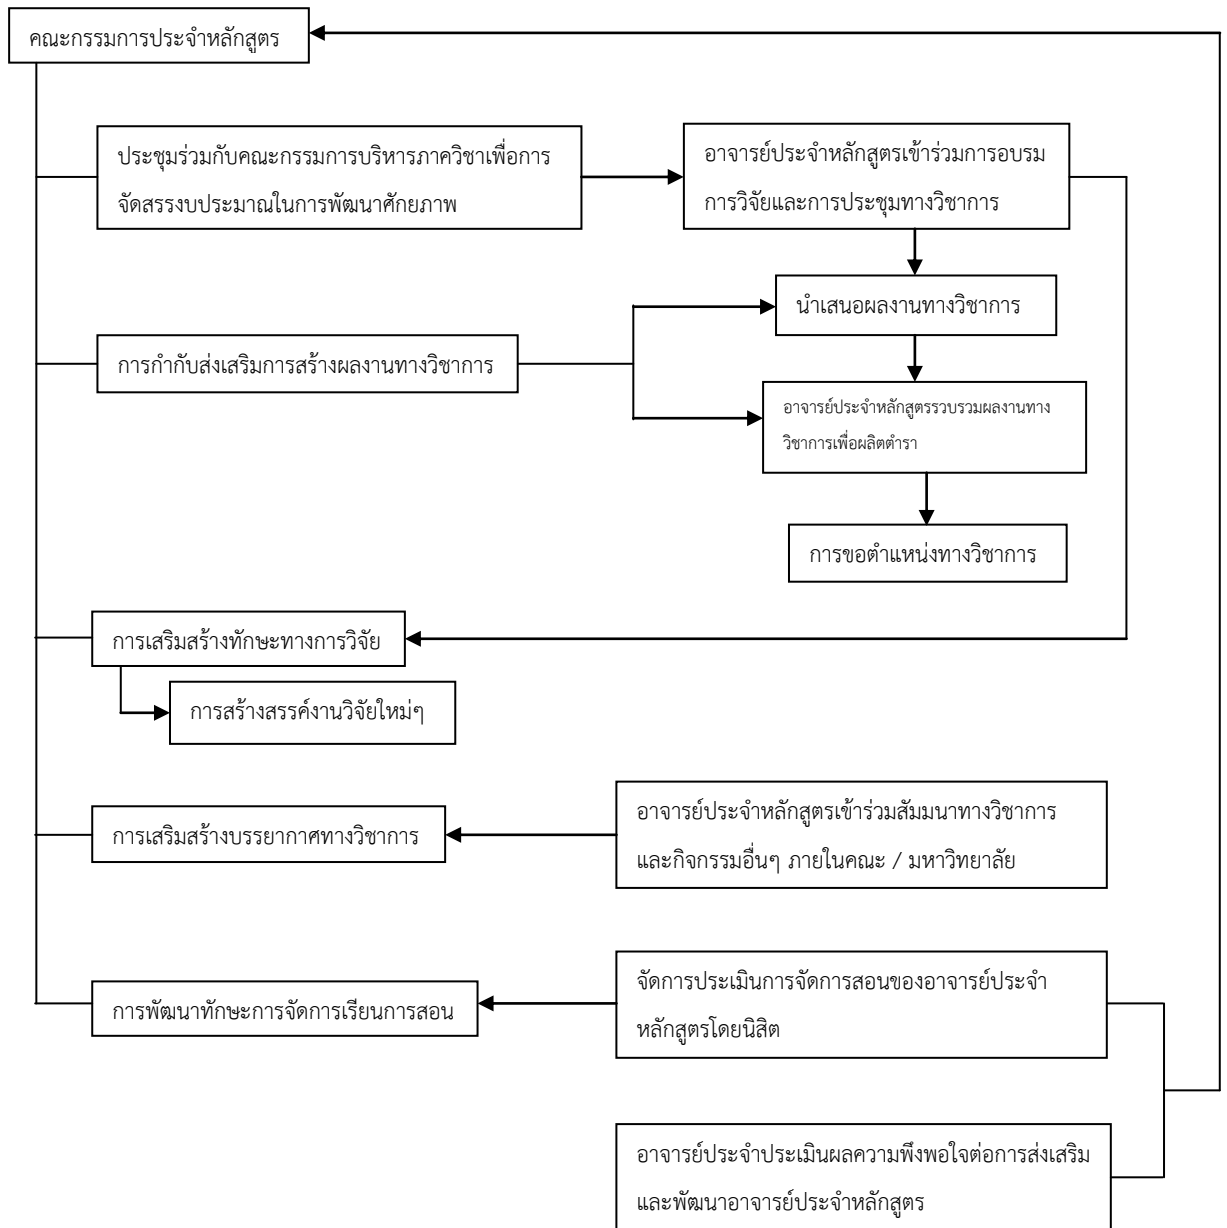 คณะกรรมการประจำหลักสูตร
ประชุมร่วมกับคณะกรรมการบริหารภาควิชาเพื่อการ
จัดสรรงบประมาณในการพัฒนาศักยภาพ
อาจารย์ประจำหลักสูตรเข้าร่วมการอบรม
การวิจัยและการประชุมทางวิชาการ
นำเสนอผลงานทางวิชาการ
การกำกับส่งเสริมการสร้างผลงานทางวิชาการ
อาจารย์ประจำหลักสูตรรวบรวมผลงานทาง
วิชาการเพื่อผลิตตำรา
การขอตำแหน่งทางวิชาการ
การเสริมสร้างทักษะทางการวิจัย
การสร้างสรรค์งานวิจัยใหม่ๆ
อาจารย์ประจำหลักสูตรเข้าร่วมสัมมนาทางวิชาการ
และกิจกรรมอื่นๆ ภายในคณะ / มหาวิทยาลัย
การเสริมสร้างบรรยากาศทางวิชาการ
จัดการประเมินการจัดการสอนของอาจารย์ประจำ
หลักสูตรโดยนิสิต
การพัฒนาทักษะการจัดการเรียนการสอน
อาจารย์ประจำประเมินผลความพึงพอใจต่อการส่งเสริม
และพัฒนาอาจารย์ประจำหลักสูตร